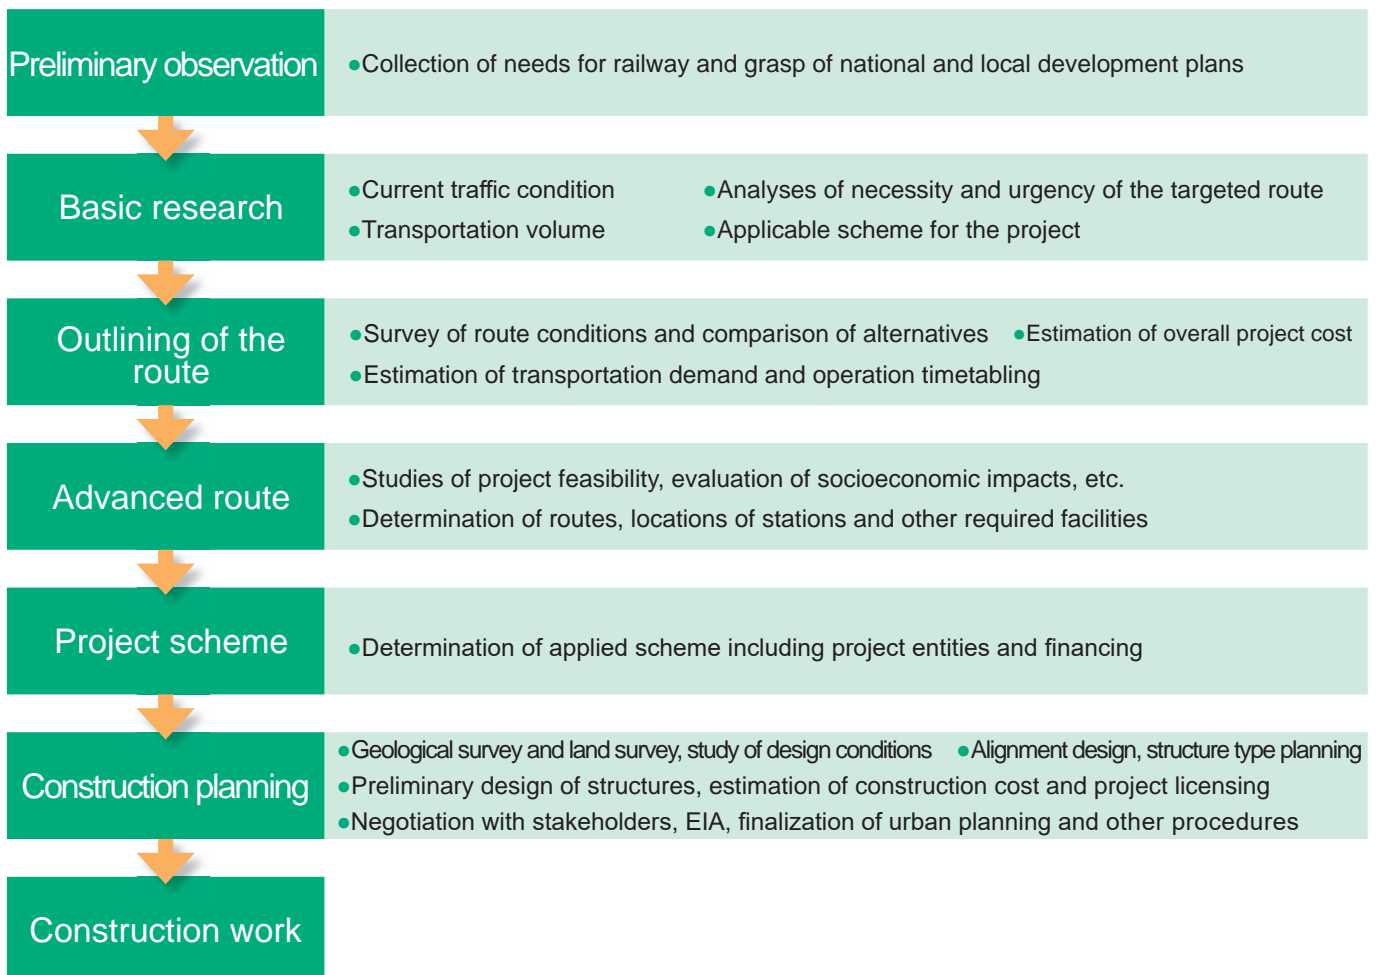 Preliminary observation
●Collection of needs for railway and grasp of national and local development plans
Basic research
●Current traffic condition ●Analyses of necessity and urgency of the targeted route
●Transportation volume ●Applicable scheme for the project
Outlining of the
route
●Survey of route conditions and comparison of alternatives ●Estimation of overall project cost
●Estimation of transportation demand and operation timetabling
Advanced route
●Studies of project feasibility, evaluation of socioeconomic impacts, etc.
●Determination of routes, locations of stations and other required facilities
Project scheme
●Determination of applied scheme including project entities and financing
Construction planning
●Geological survey and land survey, study of design conditions ●Alignment design, structure type planning
●Preliminary design of structures, estimation of construction cost and project licensing
●Negotiation with stakeholders, EIA, finalization of urban planning and other procedures
Construction work